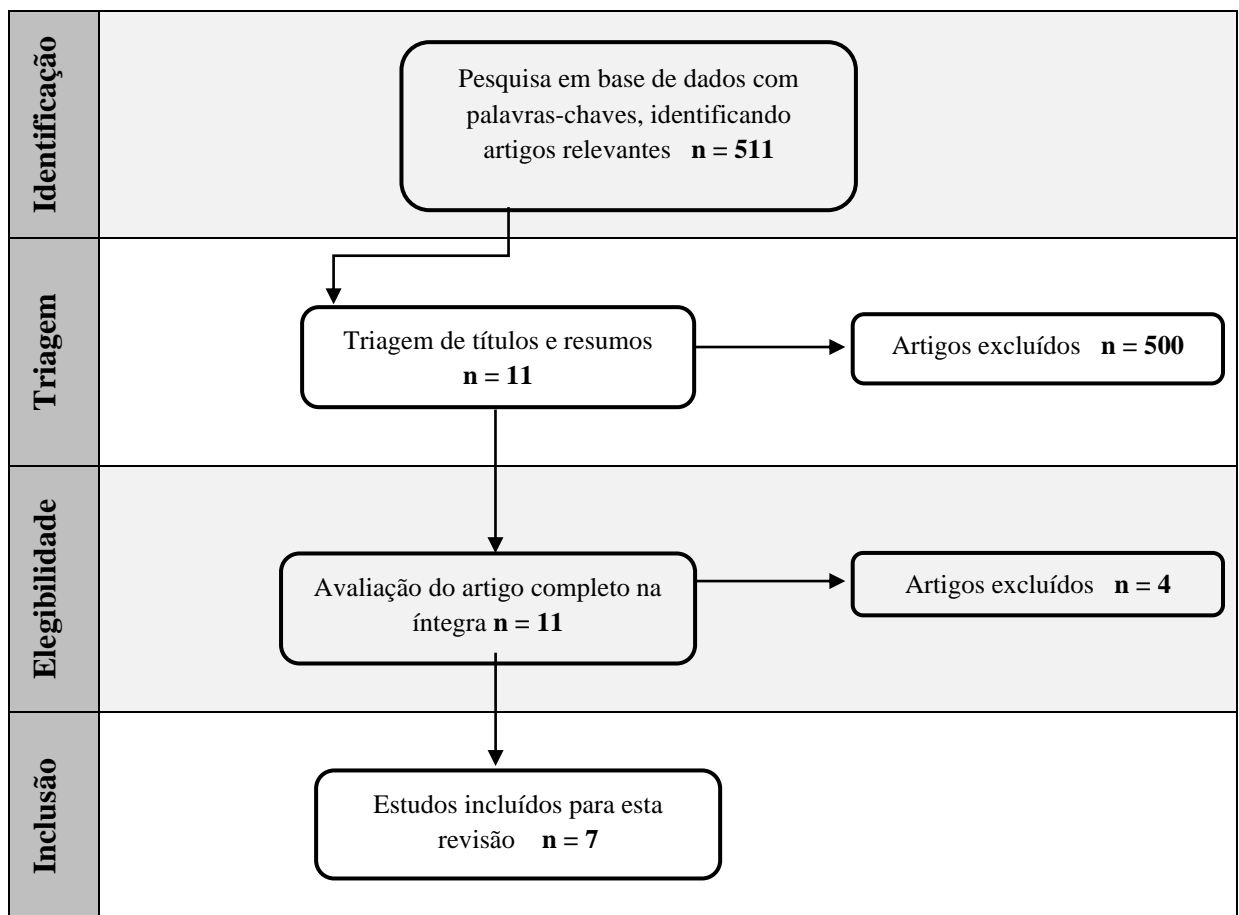 Identificação
Pesquisa em base de dados com
palavras-chaves, identificando
artigos relevantes n = 511
Triagem
Triagem de títulos e resumos
n = 11
Artigos excluídos n = 500
Elegibilidade
Avaliação do artigo completo na
íntegra n = 11
Artigos excluídos n = 4
Inclusão
Estudos incluídos para esta
revisão n = 7